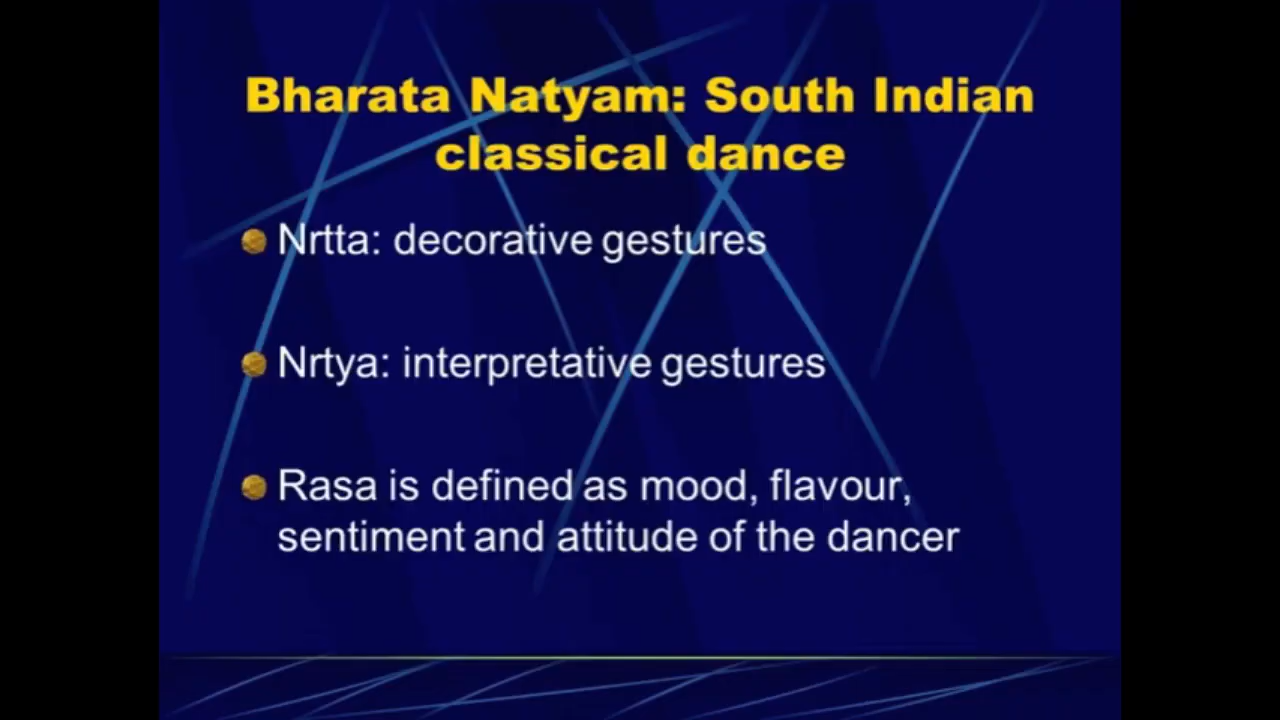 Bharata Natyam: South Indian
classical dance
Nrtta: decorative gestures
Nrtya: interpretative gestures
Rasa is defined as mood, flavour,
sentiment and attitude of the dancer